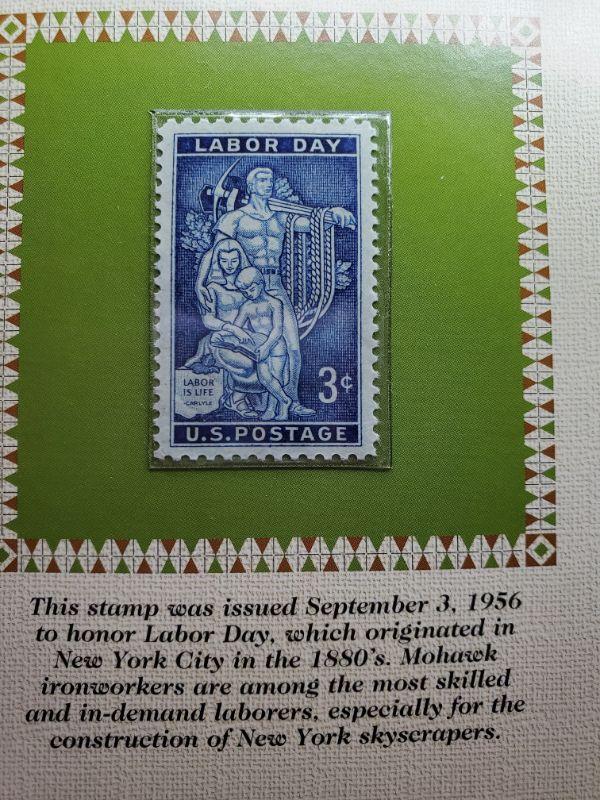 LABOR DAY
LABOR
IS LIFE
-CARLYLE
3¢
U.S. POSTAGE
This stamp was issued September 3, 1956
to honor Labor Day, which originated in
New York City in the 1880's. Mohawk
ironworkers are among the most skilled
and in-demand laborers, especially for the
construction of New York skyscrapers.